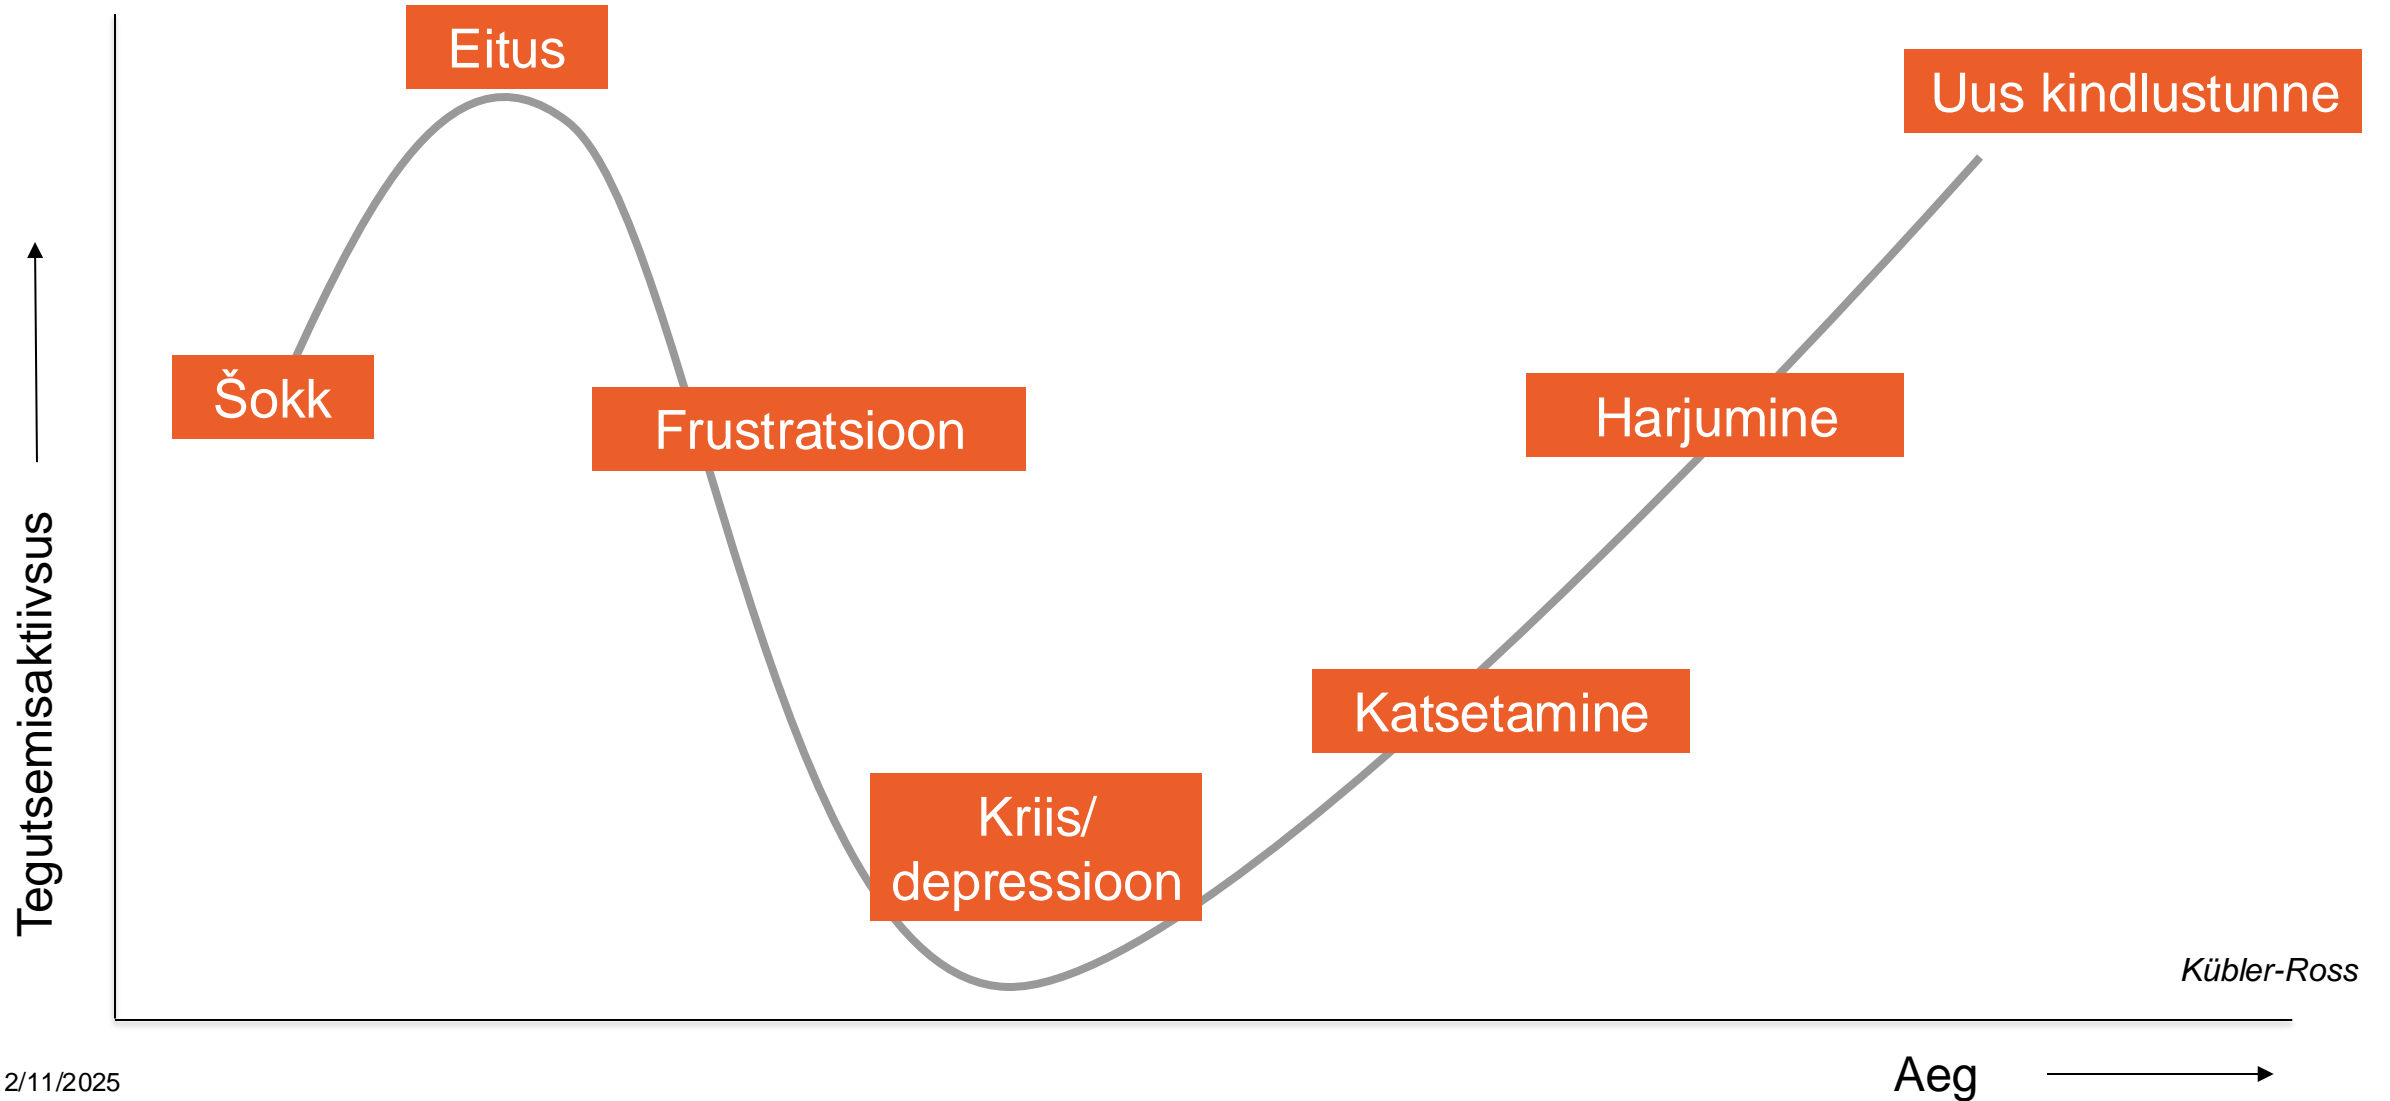 Eitus
Uus kindlustunne
Šokk
Frustratsioon
Harjumine
Katsetamine
Kriis/
depressioon
Tegutsemisaktiivsus
Kübler-Ross
Aeg
2/11/2025